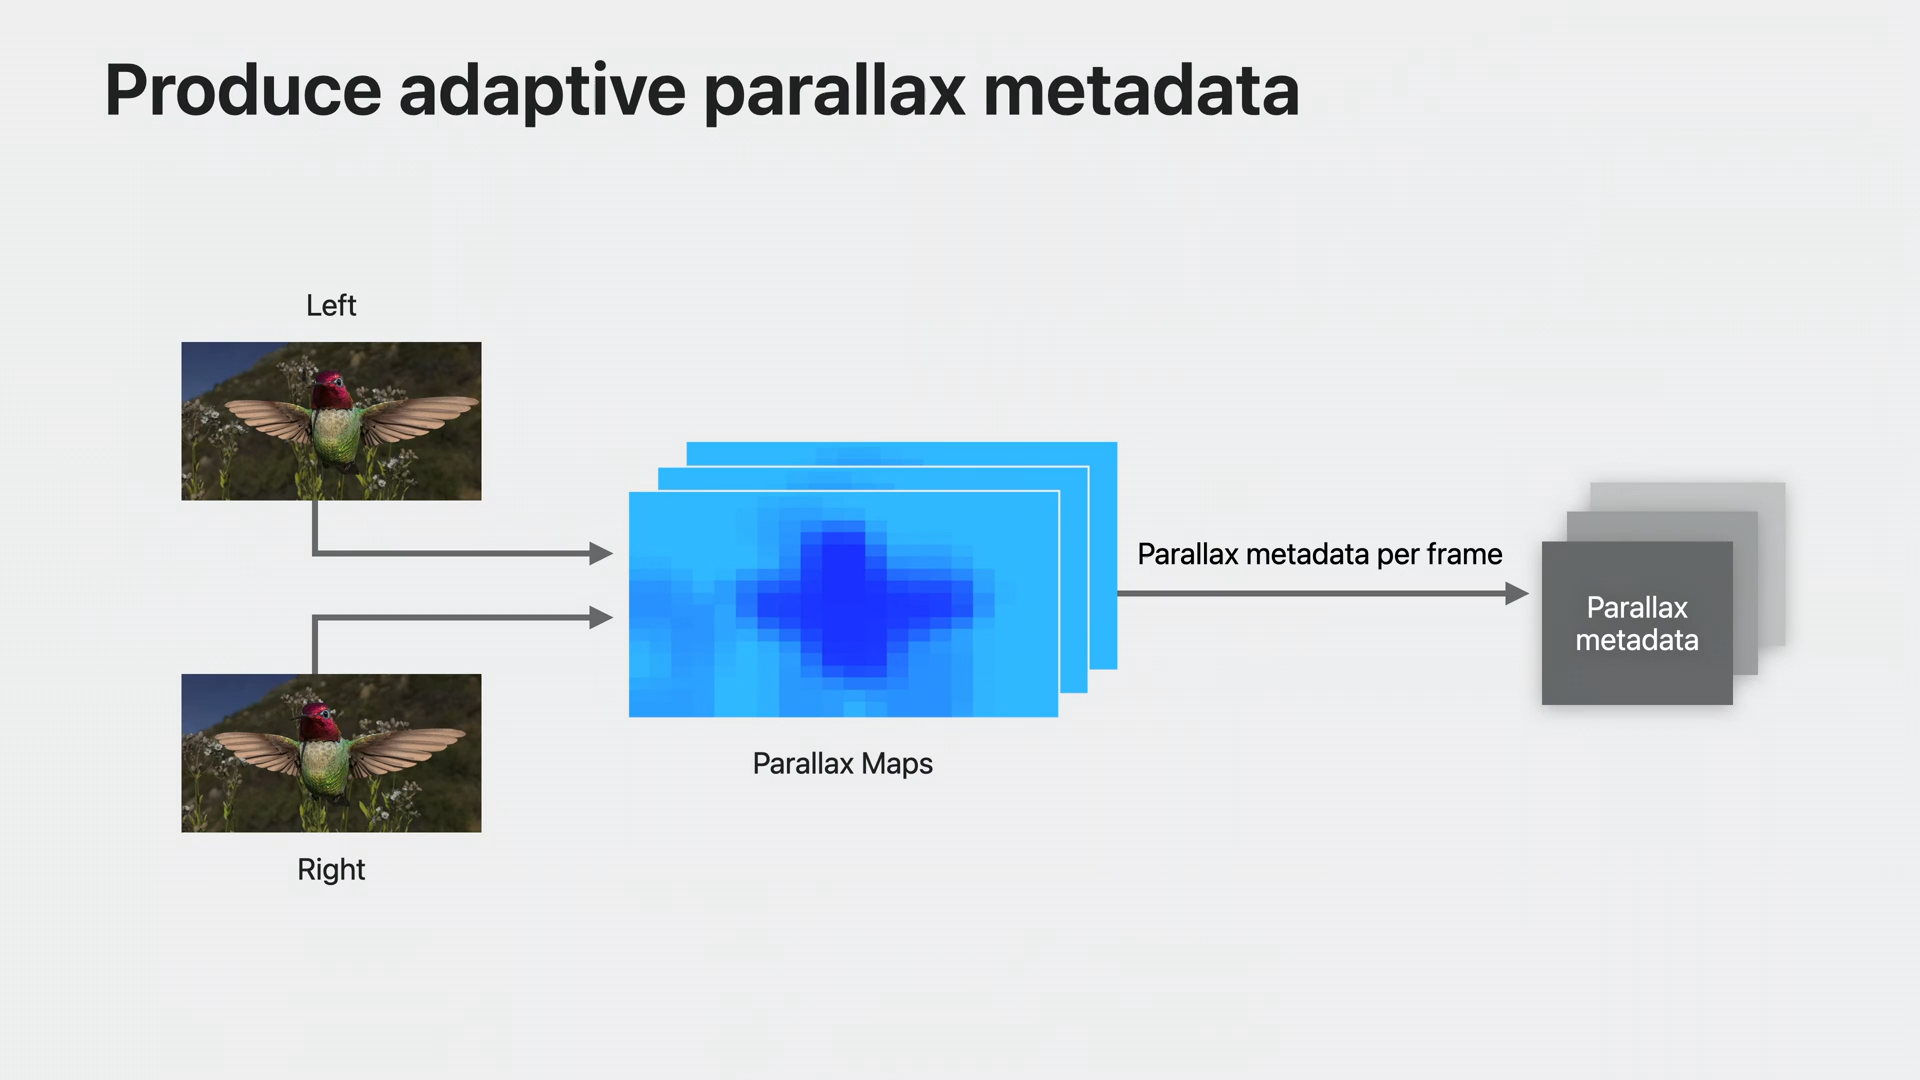 Produce adaptive parallax metadata
Left
Right
Parallax Maps
Parallax metadata per frame
Parallax
metadata